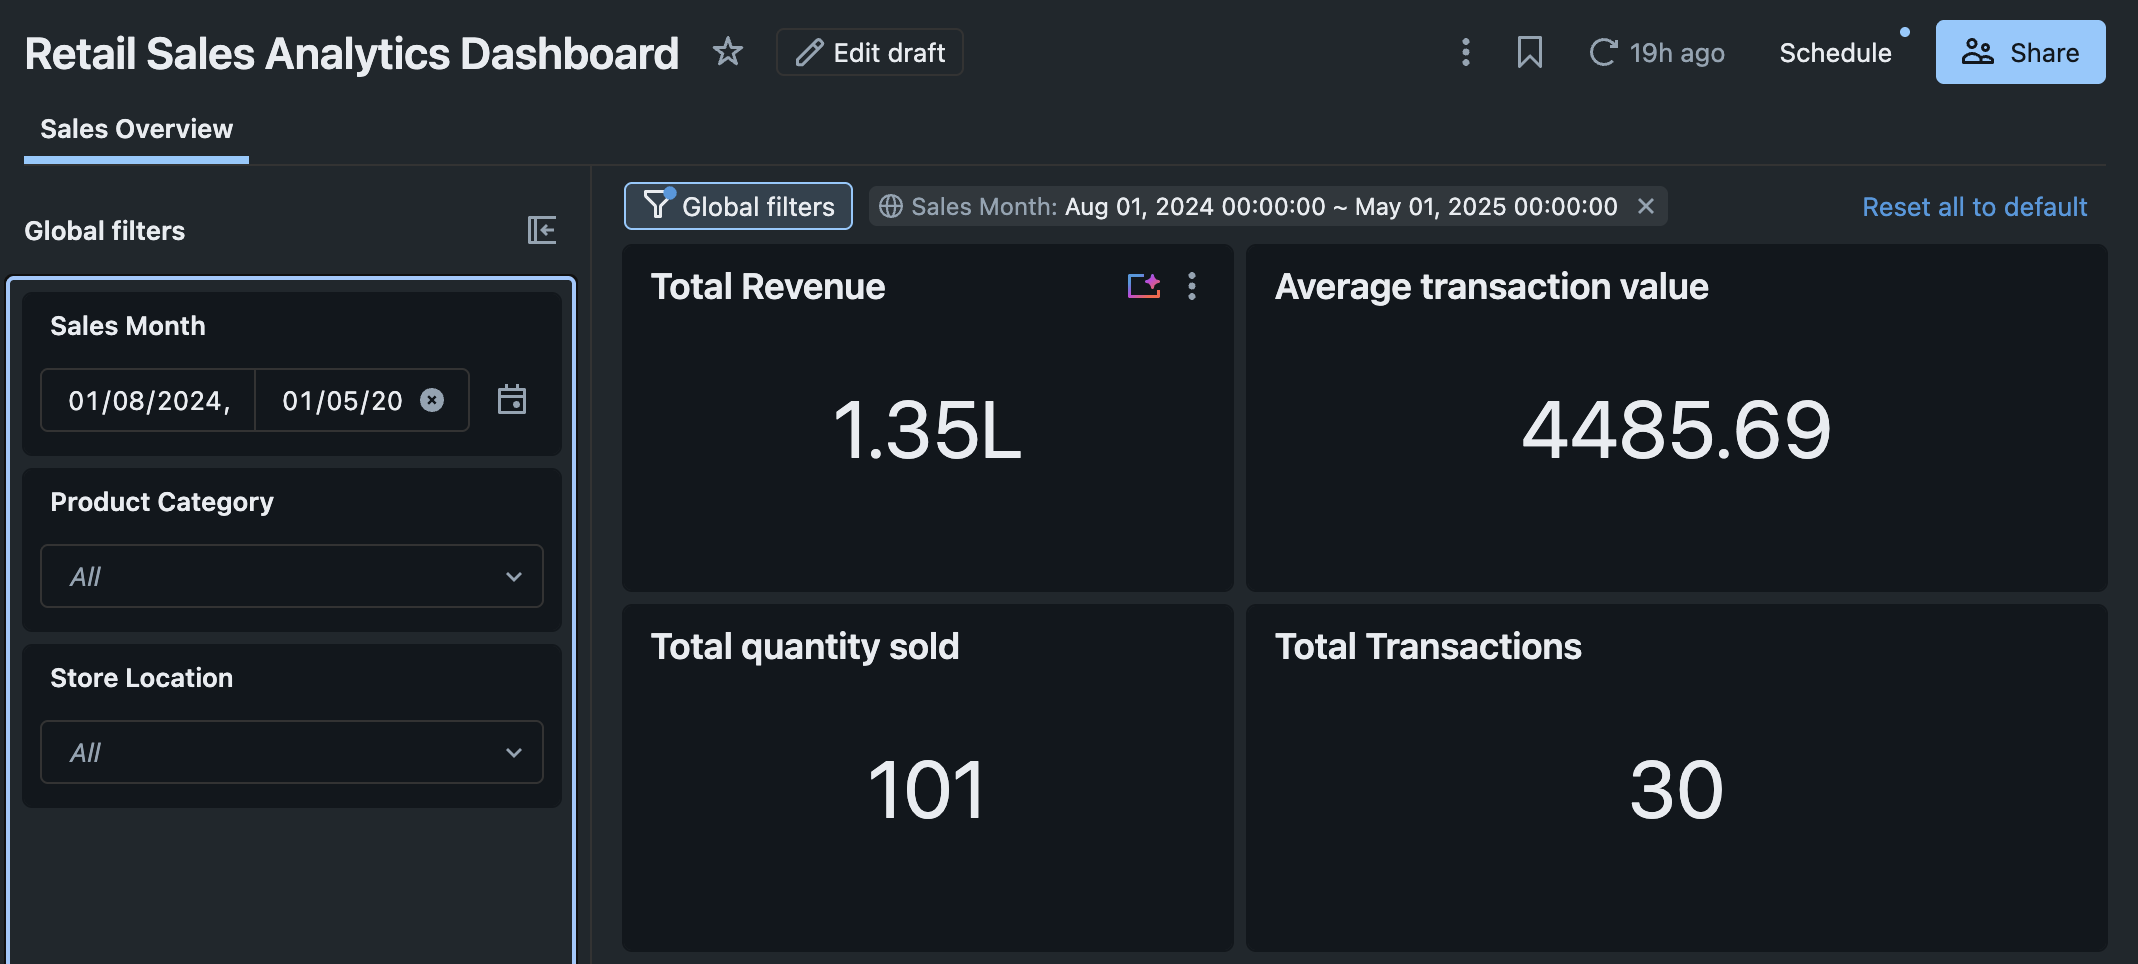 Retail Sales Analytics Dashboard
Edit draft
19h ago
Schedule
Share
Sales Overview
Global filters
Sales Month
01/08/2024,
01/05/20
Product Category
All
Store Location
All
Global filters
Sales Month: Aug 01, 2024 00:00:00 ~ May 01, 2025 00:00:00
Reset all to default
Total Revenue
1.35L
Average transaction value
4485.69
Total quantity sold
101
Total Transactions
30